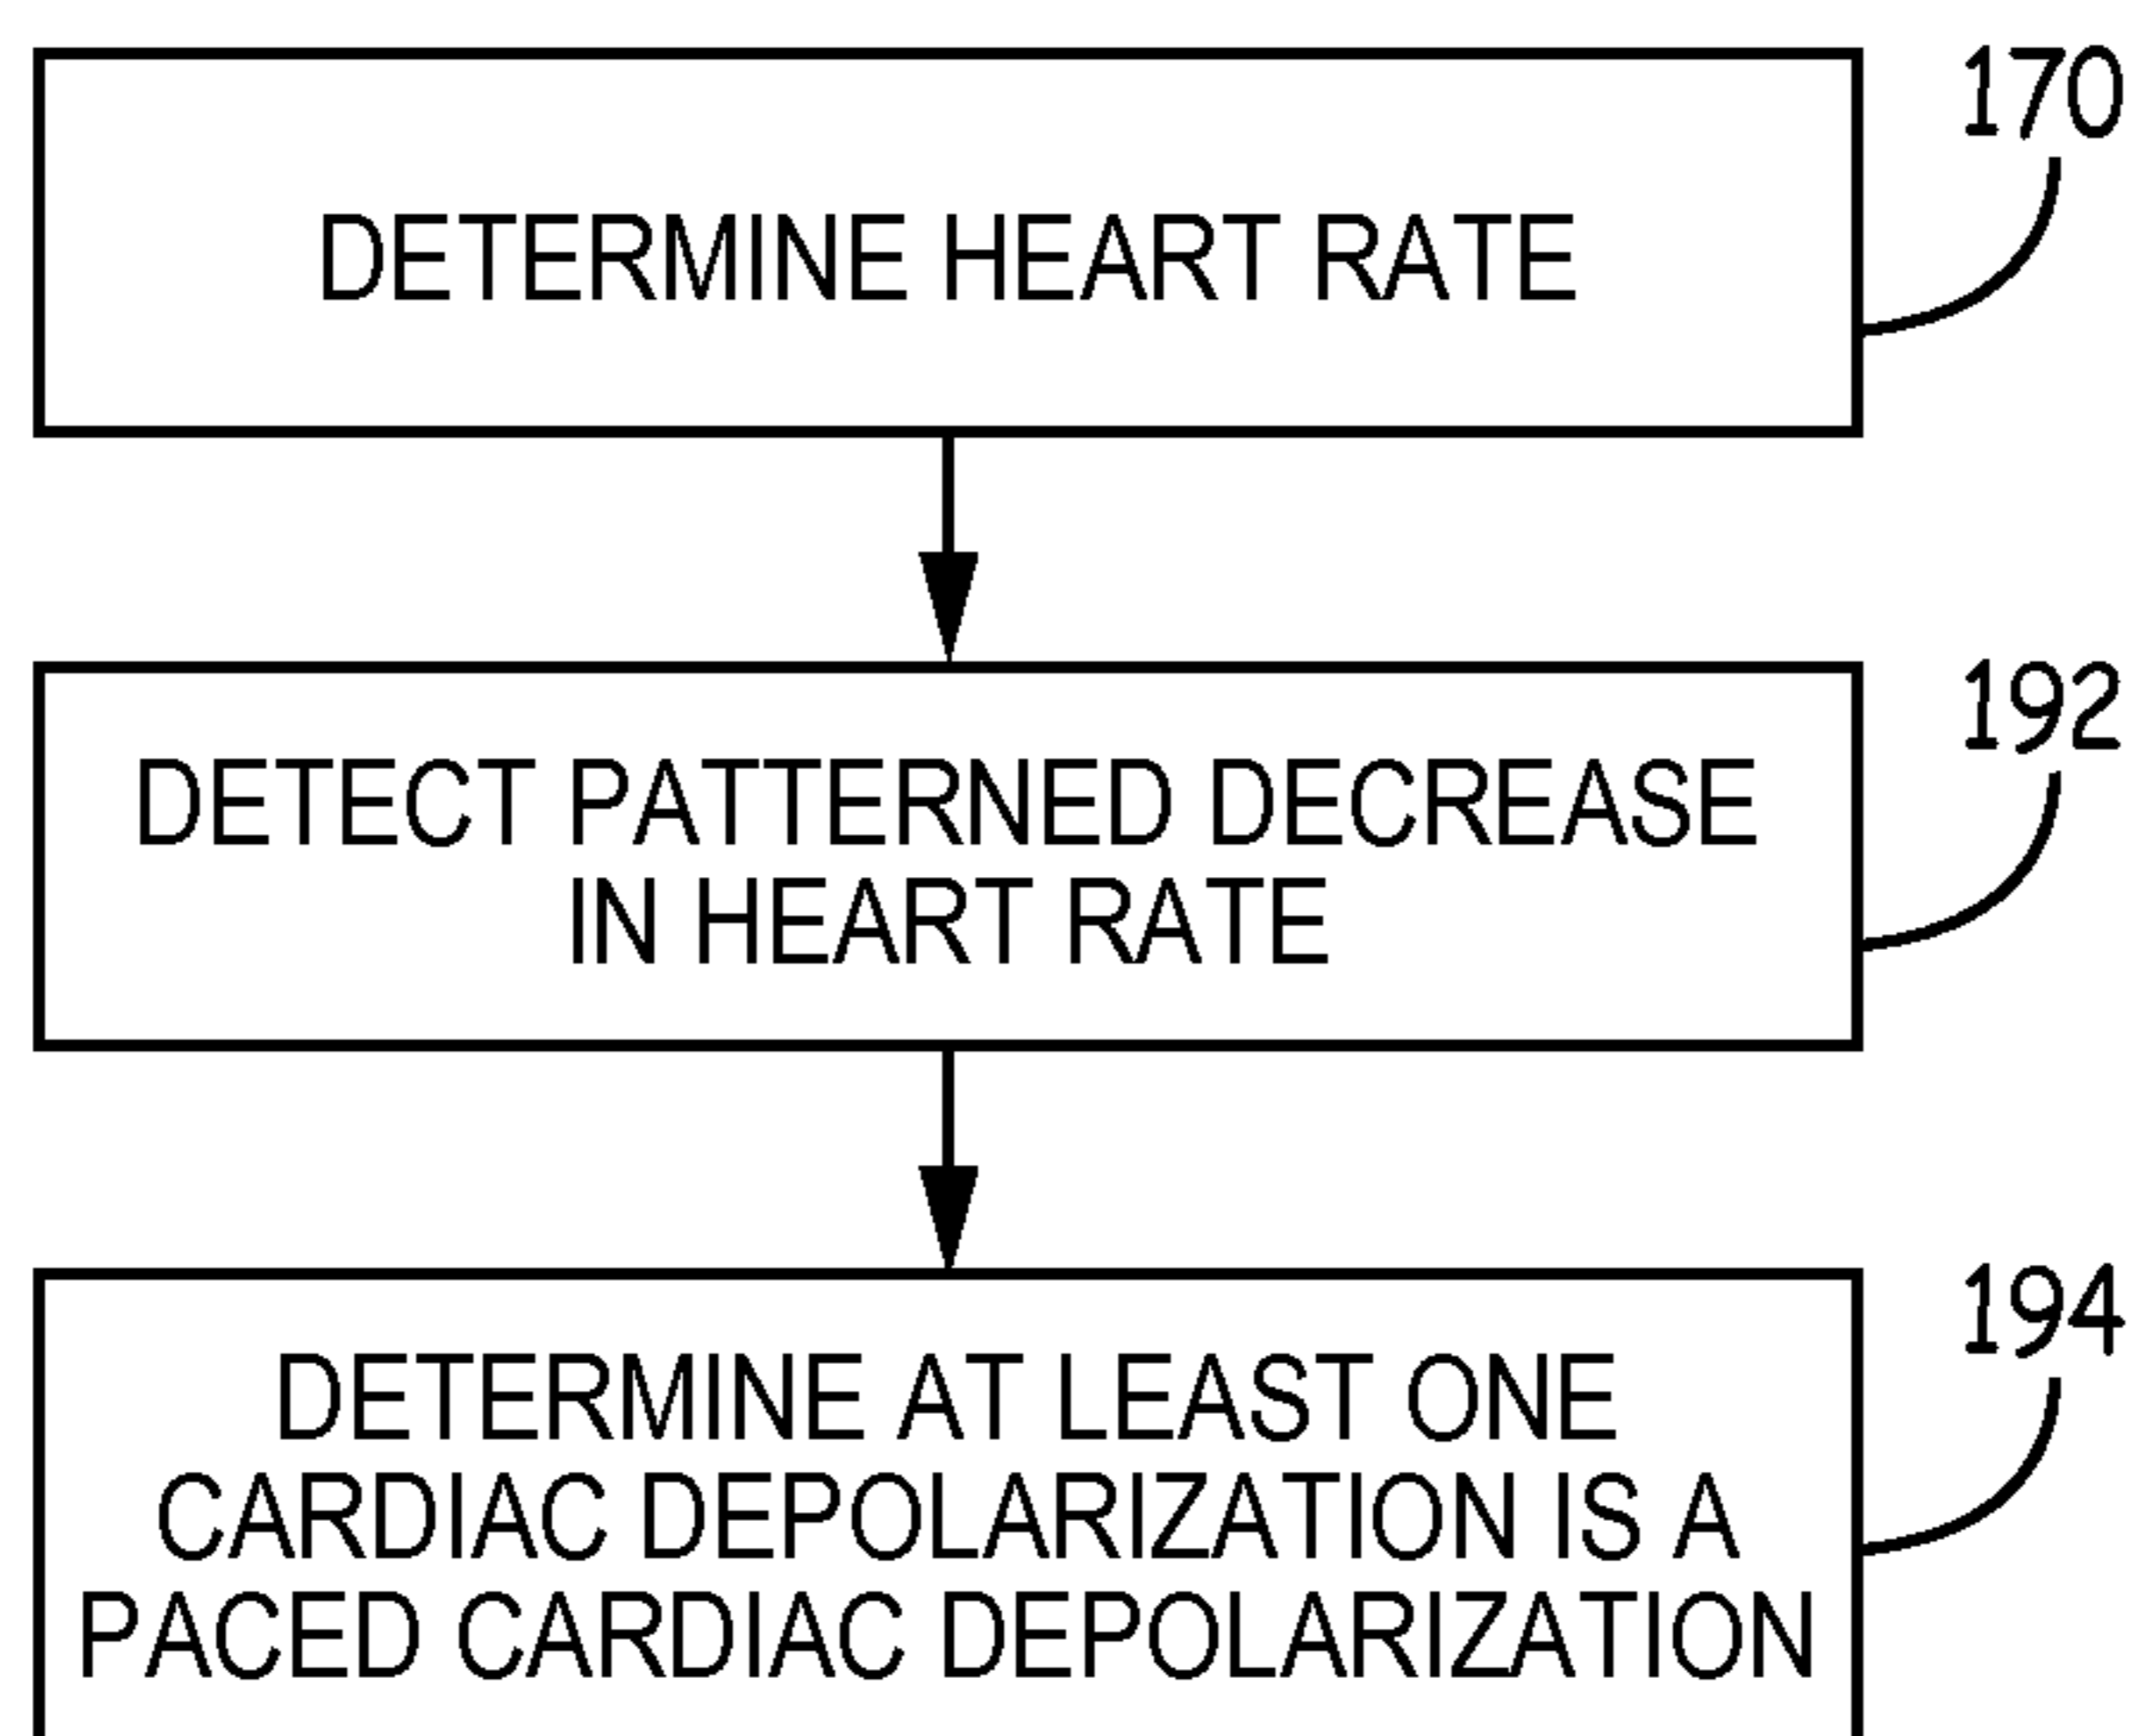 170
DETERMINE HEART RATE
192
DETECT PATTERNED DECREASE
IN HEART RATE
194
DETERMINE AT LEAST ONE
CARDIAC DEPOLARIZATION IS A
PACED CARDIAC DEPOLARIZATION